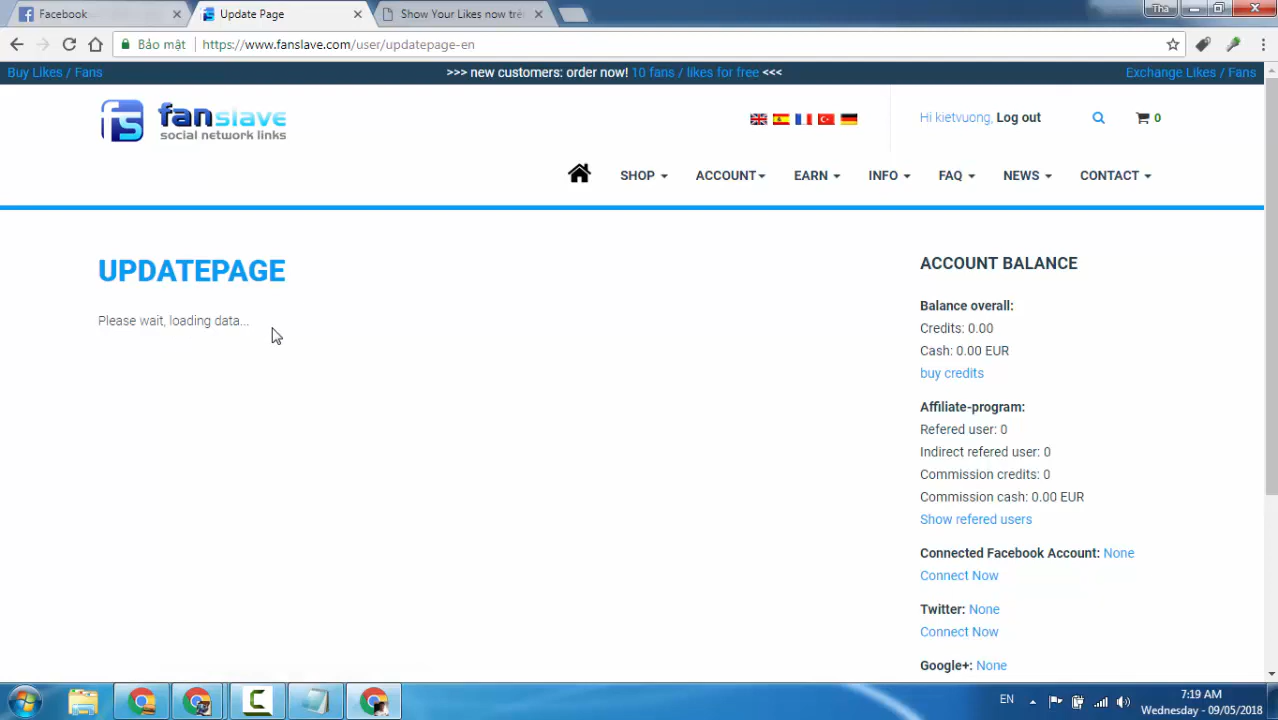 Facebook
Update Page
Show Your Likes now trê
Bảo mật
https://www.fanslave.com/user/updatepage-en
Tha
Buy Likes / Fans
>>> new customers: order now! 10 fans / likes for free <<<
Exchange Likes / Fans
fs
fanslave
social network links
Hi kietvuong, Log out
0
SHOP
ACCOUNT
EARN
INFO
FAQ
NEWS
CONTACT
UPDATEPAGE
Please wait, loading data...
ACCOUNT BALANCE
Balance overall:
Credits: 0.00
Cash: 0.00 EUR
buy credits
Affiliate-program:
Refered user: 0
Indirect refered user: 0
Commission credits: 0
Commission cash: 0.00 EUR
Show refered users
Connected Facebook Account: None
Connect Now
Twitter: None
Connect Now
Google+: None
EN
7:19 AM
Wednesday - 09/05/2018